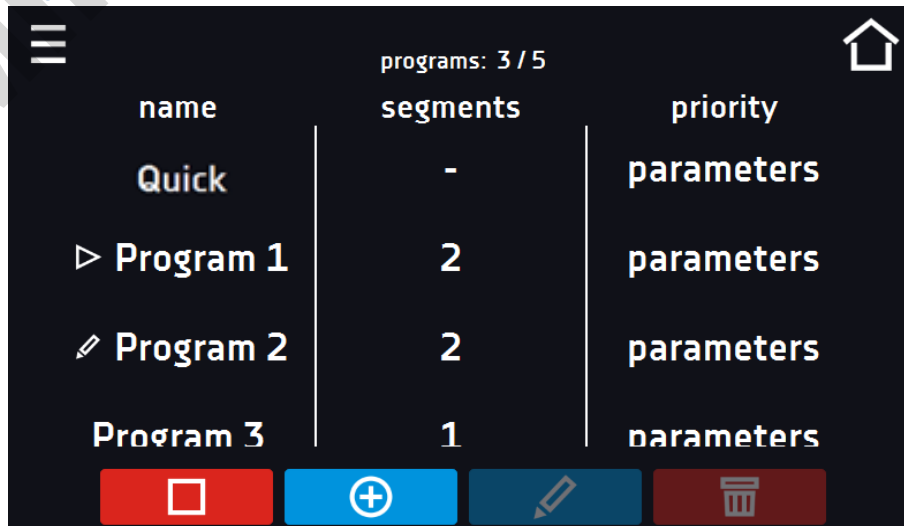 programs: 3 / 5
name segments priority
Quick - parameters
Program 1 2 parameters
Program 2 2 parameters
Program 3 1 parameters